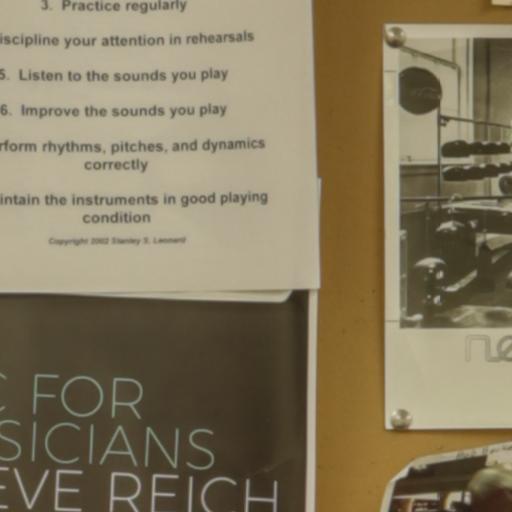 3. Practice regularly
iscipline your attention in rehearsals
5. Listen to the sounds you play
6. Improve the sounds you play
rform rhythms, pitches, and dynamics
correctly
intain the instruments in good playing
condition
Copyright 2002 Stanley S. Leonard
C FOR
SICIANS
EVE REICH